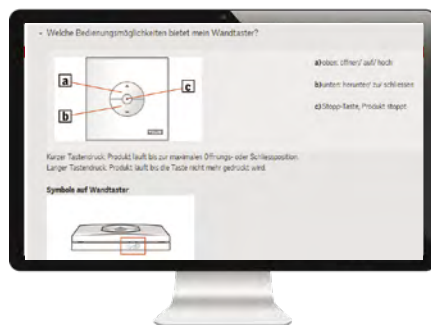 - Welche Bedienungsmöglichkeiten bietet mein Wandtaster?
a
b
c
a) oben: öffnen/ auf/ hoch
b) unten: herunter/ zu/ schliessen
c) Stopp-Taste, Produkt stoppt
Kurzer Tastendruck: Produkt läuft bis zur maximalen Öffnungs- oder Schliessposition.
Langer Tastendruck: Produkt läuft bis die Taste nicht mehr gedrückt wird.
Symbole auf Wandtaster